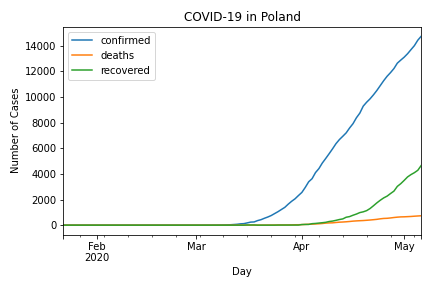 COVID-19 in Poland
confirmed
deaths
recovered
14000
12000
10000
8000
6000
4000
2000
0
Number of Cases
Feb
2020
Mar
Apr
May
Day